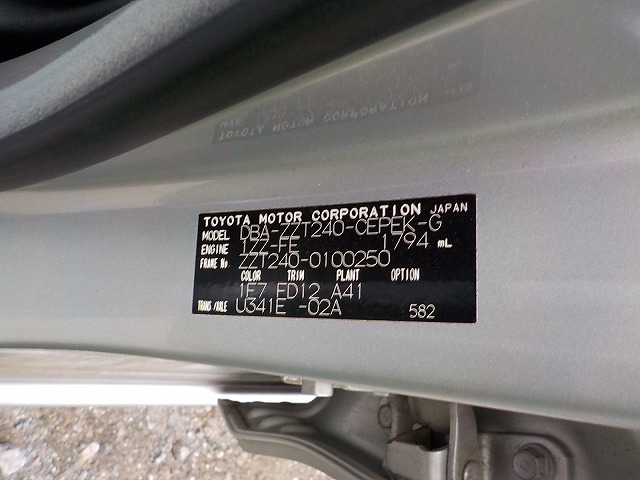 TOYOTA MOTOR CORPORATION JAPAN
MODEL DBA-ZZT240-CEPEK-G
ENGINE 1ZZ-FE 1794 mL
FRAME No. ZZT240-0100250
COLOR TRIM PLANT OPTION
1F7 FD12 A41
TRANS/AXLE U341E -02A 582